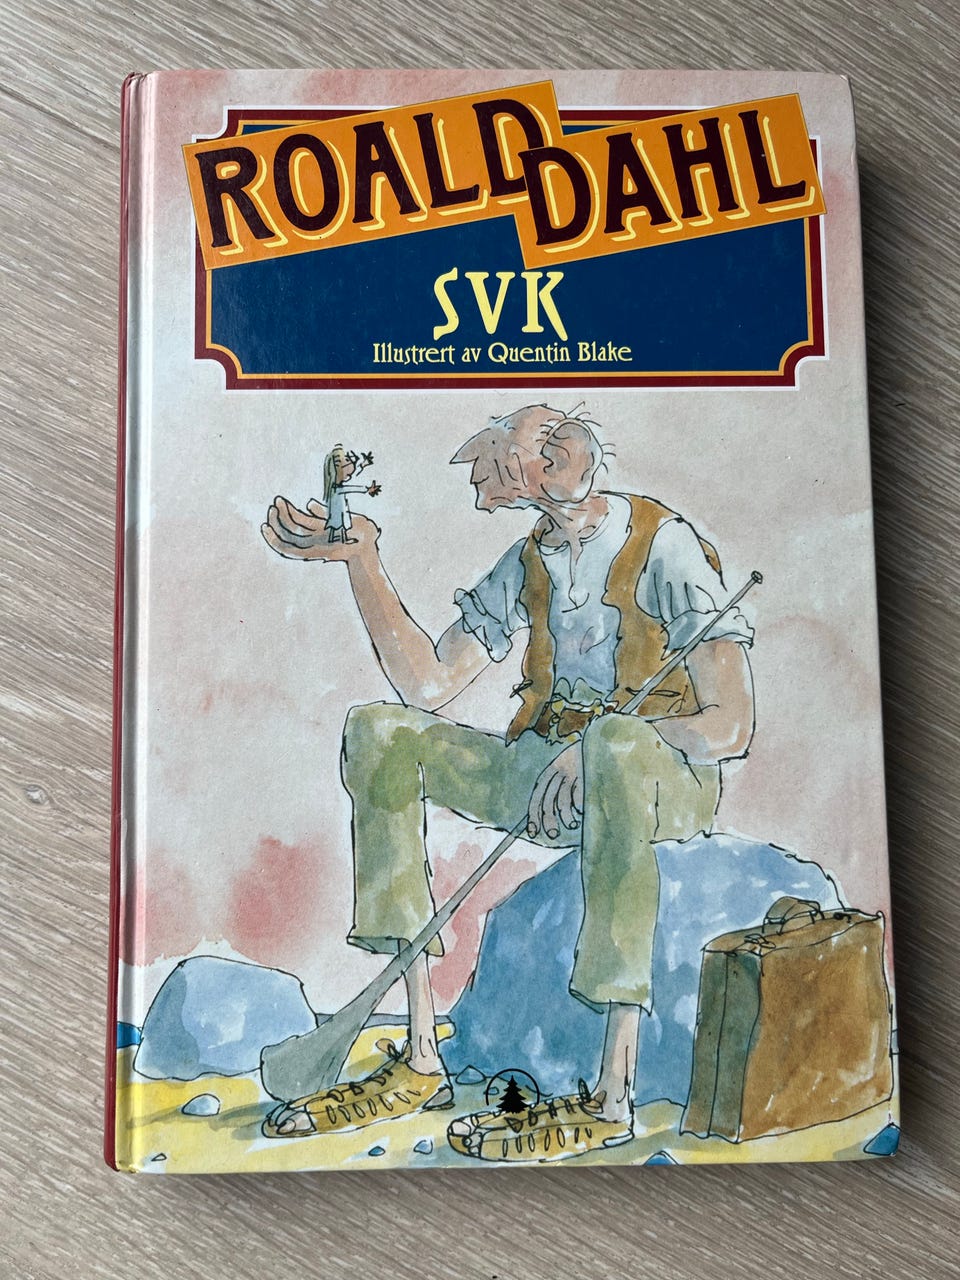 ROALD DAHL
SVK
Illustrert av Quentin Blake